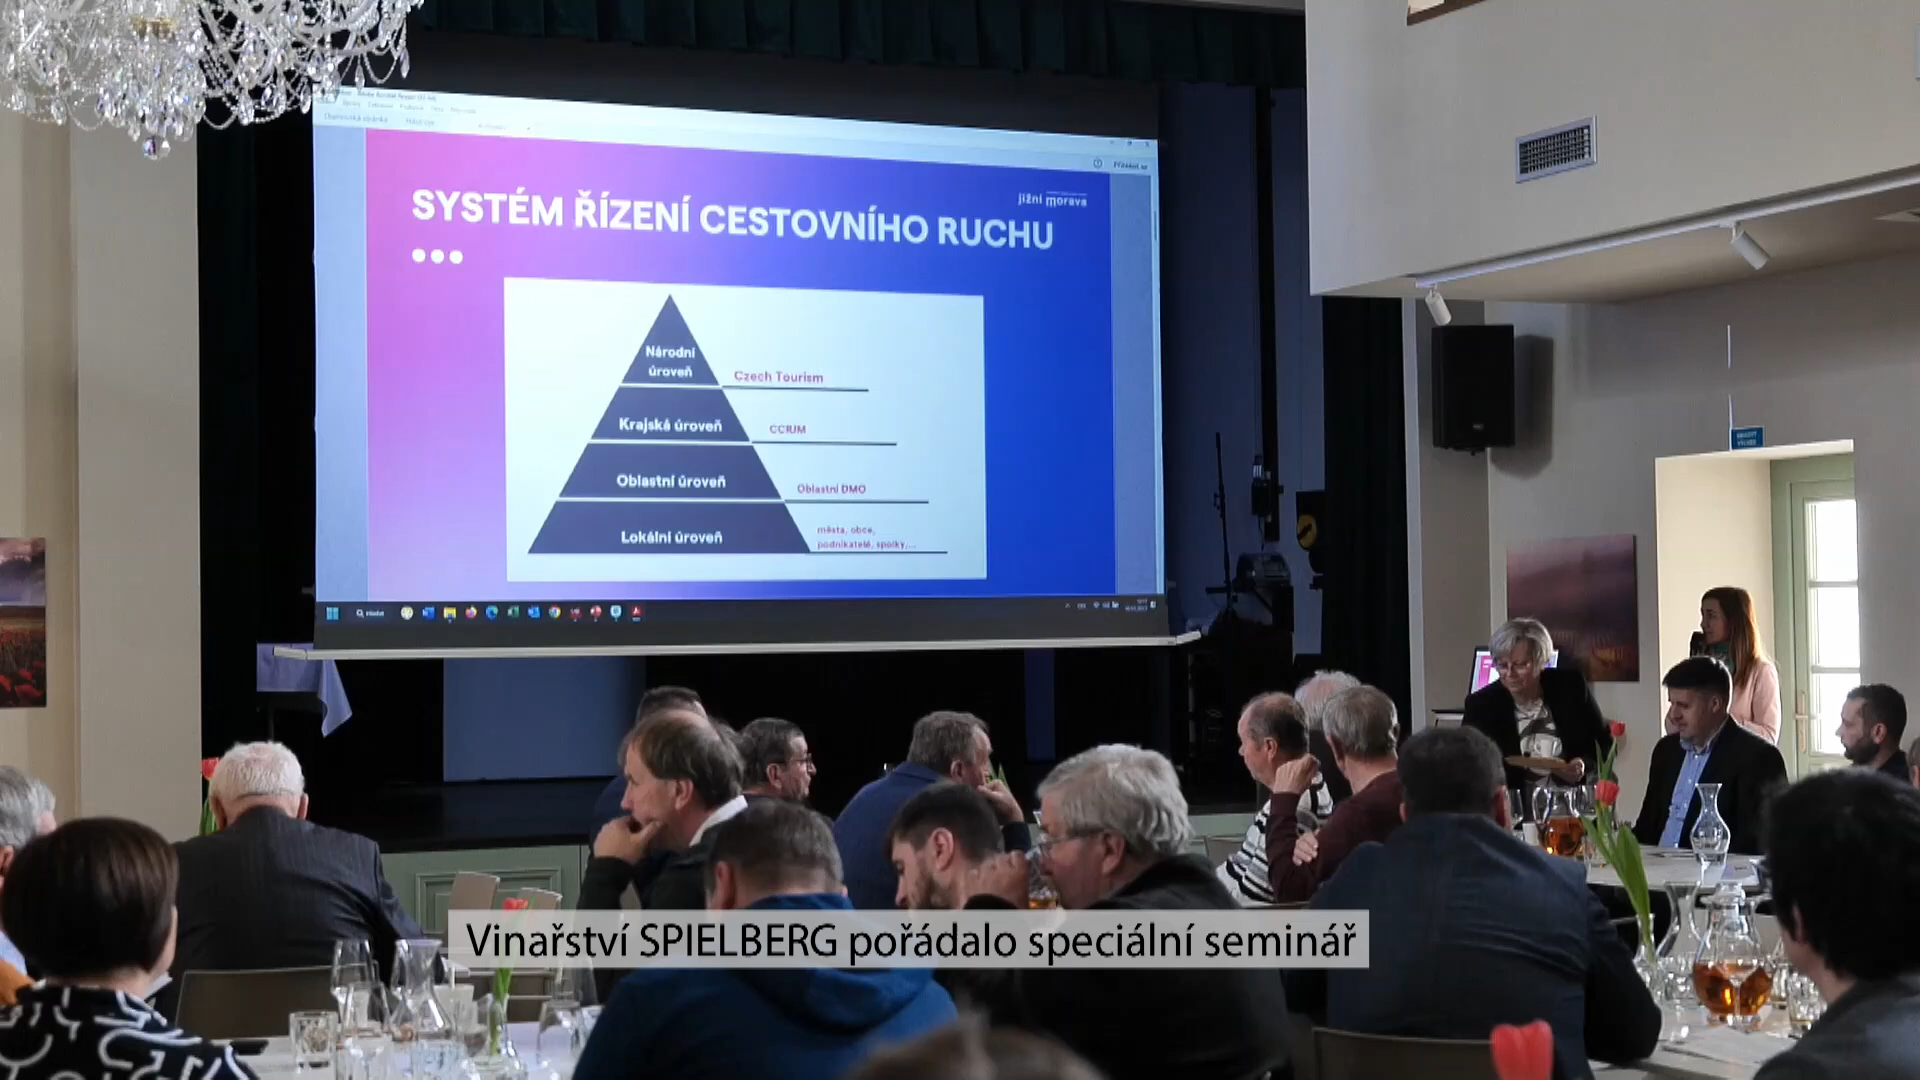 SYSTÉM ŘÍZENÍ CESTOVNÍHO RUCHU
jižní morava
Národní
úroveň
Czech Tourism
Krajská úroveň
CCRJM
Oblastní úroveň
Oblastní DMO
Lokální úroveň
města, obce,
podnikatelé, spolky,...
Hledat
Vinařství SPIELBERG pořádalo speciální seminář